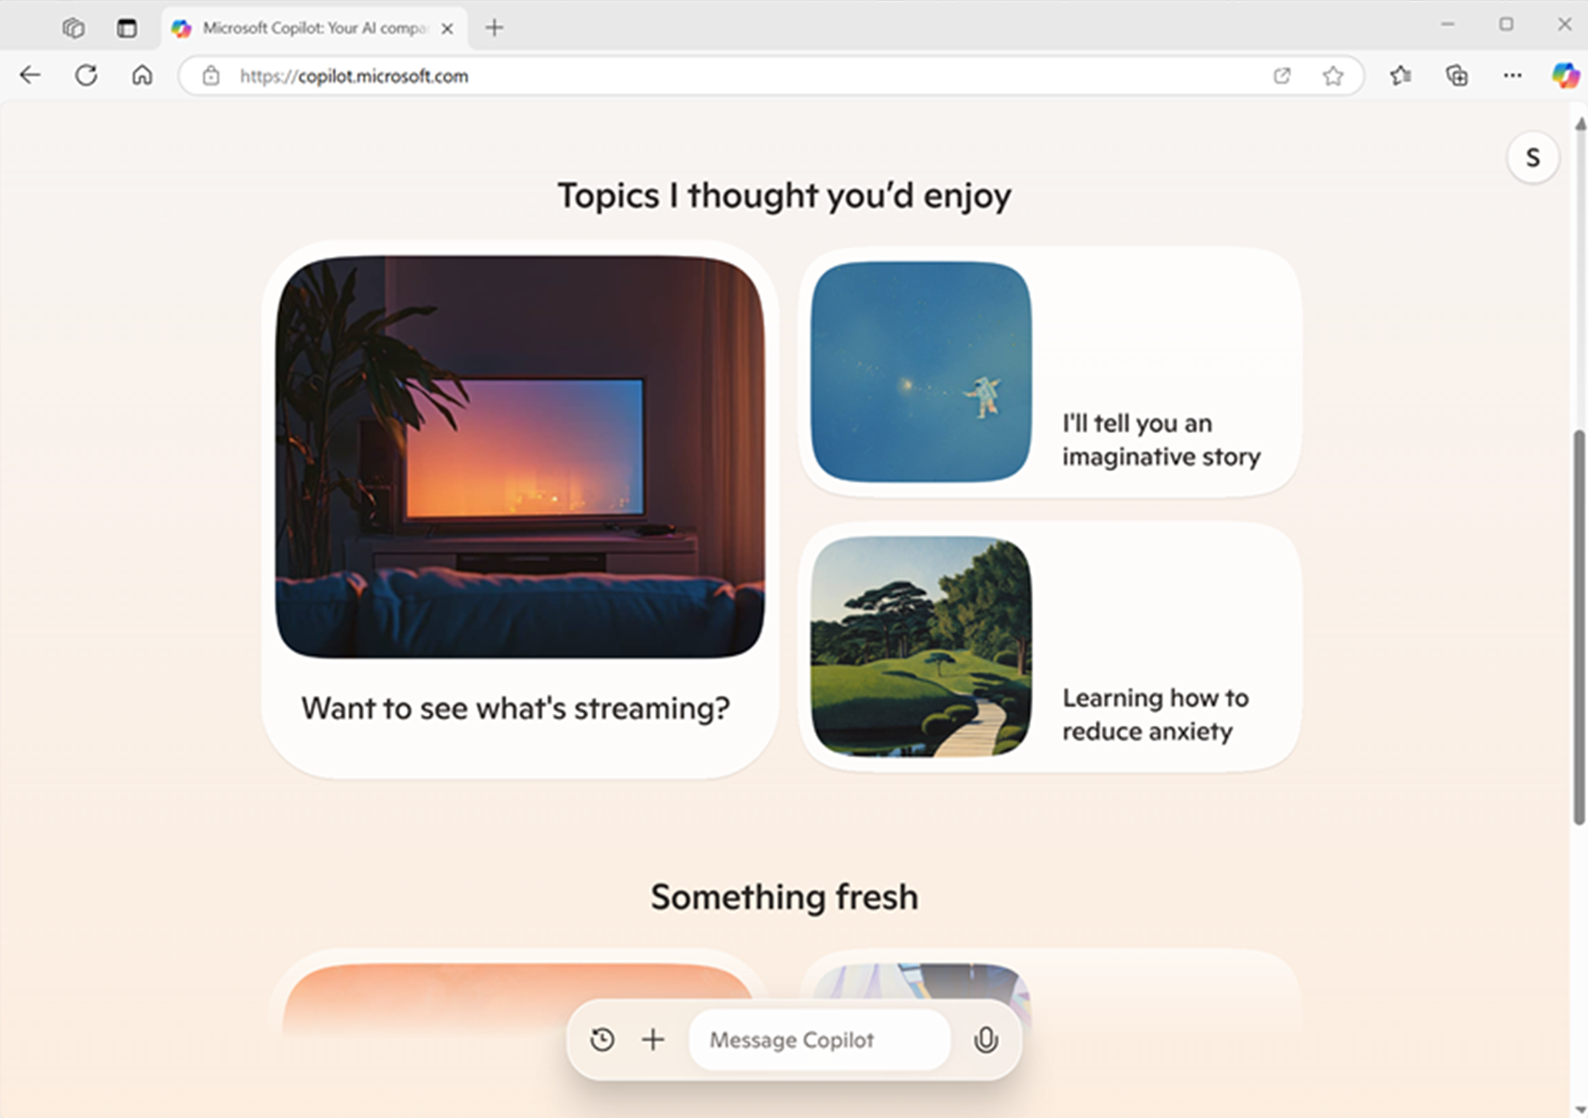 Microsoft Copilot: Your AI compa
https://copilot.microsoft.com
S
Topics I thought you’d enjoy
Want to see what's streaming?
I'll tell you an
imaginative story
Learning how to
reduce anxiety
Something fresh
Message Copilot